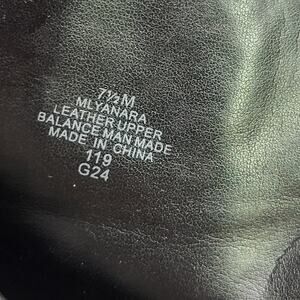 7½M
MLYANARA
LEATHER UPPER
BALANCE MAN MADE
MADE IN CHINA
119
G24